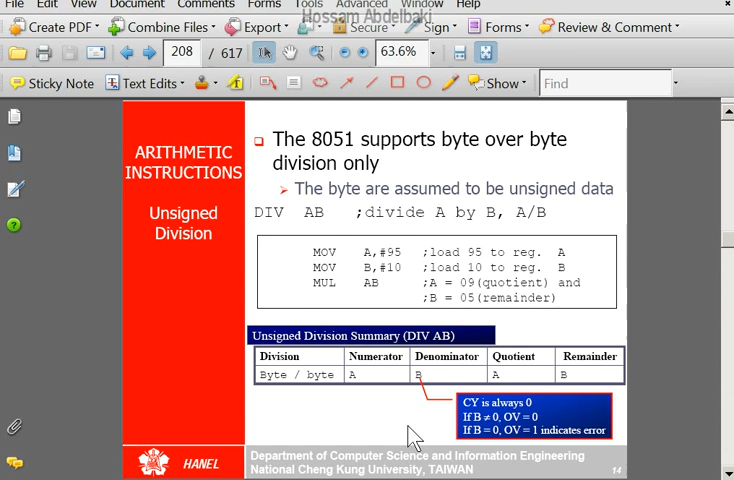 File Edit View Document Comments Forms Tools Advanced Window Help
Hossam Abdelbaki
Create PDF Combine Files Export Secure Sign Forms Review & Comment
208 / 617 63.6%
Sticky Note Text Edits Show Find
ARITHMETIC
INSTRUCTIONS
Unsigned
Division
The 8051 supports byte over byte
division only
The byte are assumed to be unsigned data
DIV AB ;divide A by B, A/B
MOV A,#95 ;load 95 to reg. A
MOV B,#10 ;load 10 to reg. B
MUL AB ;A = 09(quotient) and
;B = 05(remainder)
Unsigned Division Summary (DIV AB)
Division Numerator Denominator Quotient Remainder
Byte / byte A B A B
CY is always 0
If B ≠ 0, OV = 0
If B = 0, OV = 1 indicates error
HANEL
Department of Computer Science and Information Engineering
National Cheng Kung University, TAIWAN
14